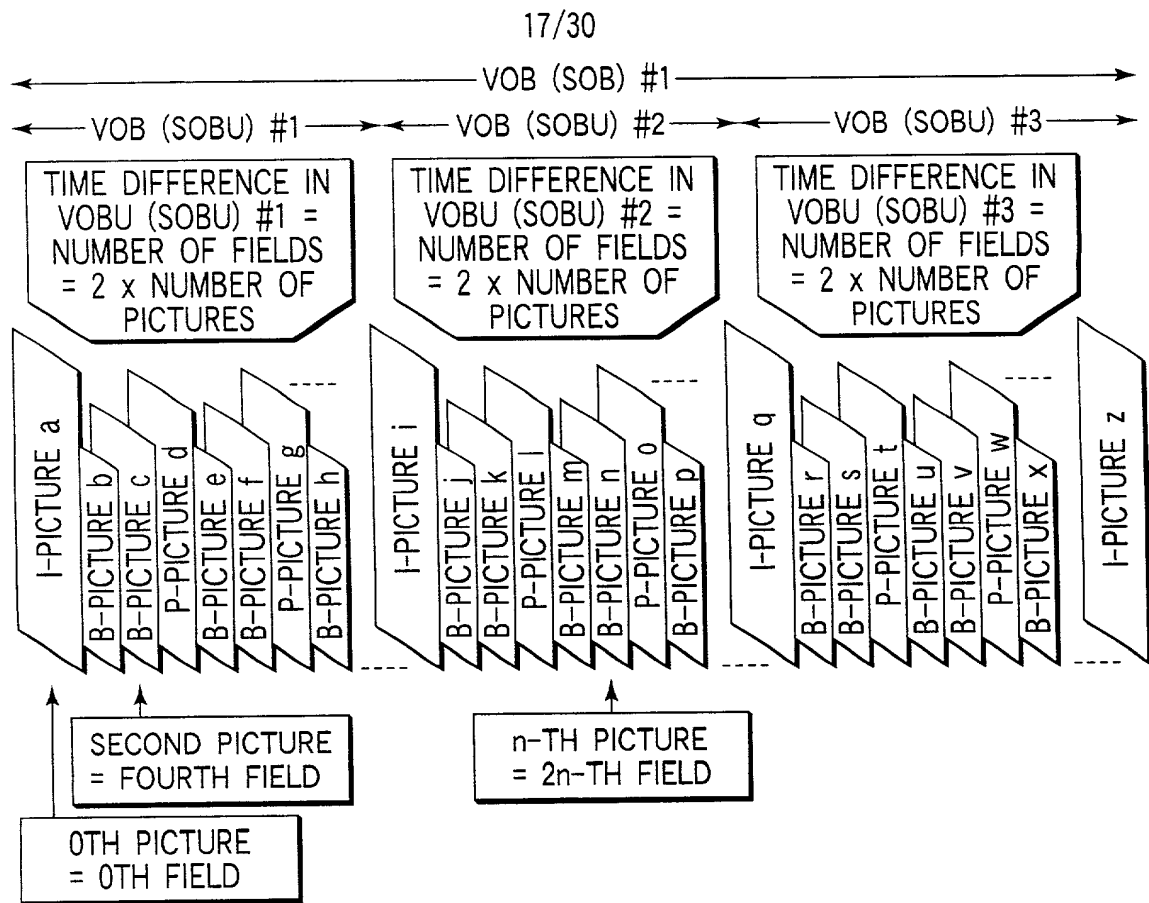 17/30
VOB (SOB) #1
VOB (SOBU) #1
VOB (SOBU) #2
VOB (SOBU) #3
TIME DIFFERENCE IN
VOBU (SOBU) #1 =
NUMBER OF FIELDS
= 2 x NUMBER OF
PICTURES
TIME DIFFERENCE IN
VOBU (SOBU) #2 =
NUMBER OF FIELDS
= 2 x NUMBER OF
PICTURES
TIME DIFFERENCE IN
VOBU (SOBU) #3 =
NUMBER OF FIELDS
= 2 x NUMBER OF
PICTURES
I-PICTURE a
B-PICTURE b
B-PICTURE c
P-PICTURE d
B-PICTURE e
B-PICTURE f
P-PICTURE g
B-PICTURE h
I-PICTURE i
B-PICTURE j
B-PICTURE k
P-PICTURE l
B-PICTURE m
B-PICTURE n
P-PICTURE o
B-PICTURE p
I-PICTURE q
B-PICTURE r
B-PICTURE s
P-PICTURE t
B-PICTURE u
B-PICTURE v
P-PICTURE w
B-PICTURE x
I-PICTURE z
SECOND PICTURE
= FOURTH FIELD
n-TH PICTURE
= 2n-TH FIELD
0TH PICTURE
= 0TH FIELD